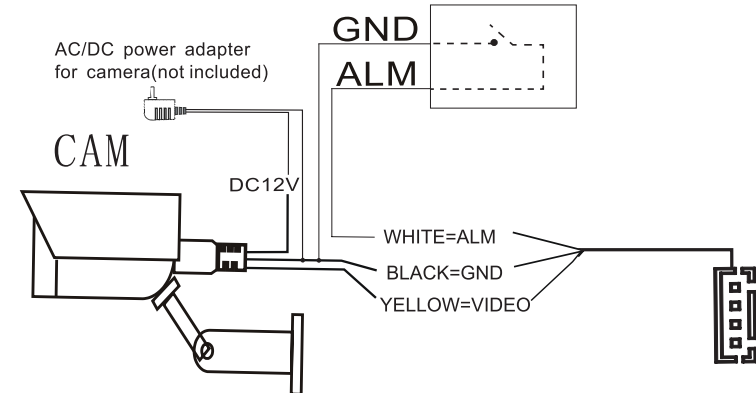 GND
AC/DC power adapter
for camera(not included)
ALM
CAM
DC12V
WHITE=ALM
BLACK=GND
YELLOW=VIDEO